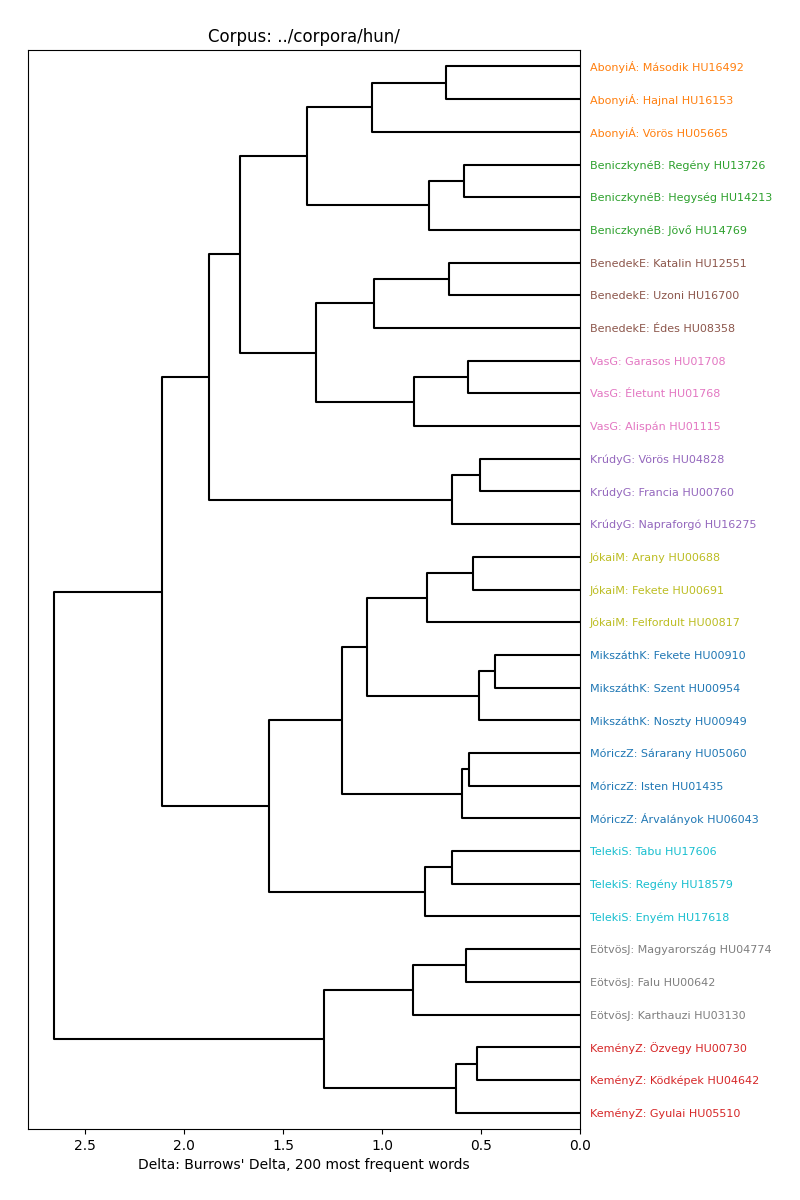 Corpus: ../corpora/hun/
AbonyiÁ: Második HU16492
AbonyiÁ: Hajnal HU16153
AbonyiÁ: Vörös HU05665
BeniczkynéB: Regény HU13726
BeniczkynéB: Hegység HU14213
BeniczkynéB: Jövő HU14769
BenedekE: Katalin HU12551
BenedekE: Uzoni HU16700
BenedekE: Édes HU08358
VasG: Garasos HU01708
VasG: Életunt HU01768
VasG: Alispán HU01115
KrúdyG: Vörös HU04828
KrúdyG: Francia HU00760
KrúdyG: Napraforgó HU16275
JókaiM: Arany HU00688
JókaiM: Fekete HU00691
JókaiM: Felfordult HU00817
MikszáthK: Fekete HU00910
MikszáthK: Szent HU00954
MikszáthK: Noszty HU00949
MóriczZ: Sárarany HU05060
MóriczZ: Isten HU01435
MóriczZ: Árvalányok HU06043
TelekiS: Tabu HU17606
TelekiS: Regény HU18579
TelekiS: Enyém HU17618
EötvösJ: Magyarország HU04774
EötvösJ: Falu HU00642
EötvösJ: Karthauzi HU03130
KeményZ: Özvegy HU00730
KeményZ: Ködképek HU04642
KeményZ: Gyulai HU05510
2.5 2.0 1.5 1.0 0.5 0.0
Delta: Burrows' Delta, 200 most frequent words